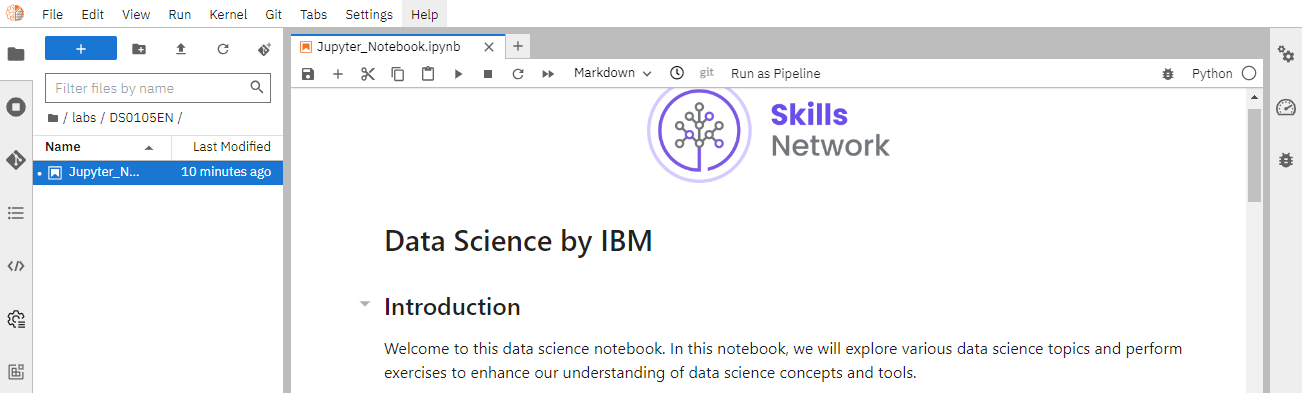 File Edit View Run Kernel Git Tabs Settings Help
Jupyter_Notebook.ipynb
Markdown git Run as Pipeline Python
Filter files by name
/ labs / DS0105EN /
Name Last Modified
Jupyter_N... 10 minutes ago
Skills
Network
Data Science by IBM
Introduction
Welcome to this data science notebook. In this notebook, we will explore various data science topics and perform
exercises to enhance our understanding of data science concepts and tools.